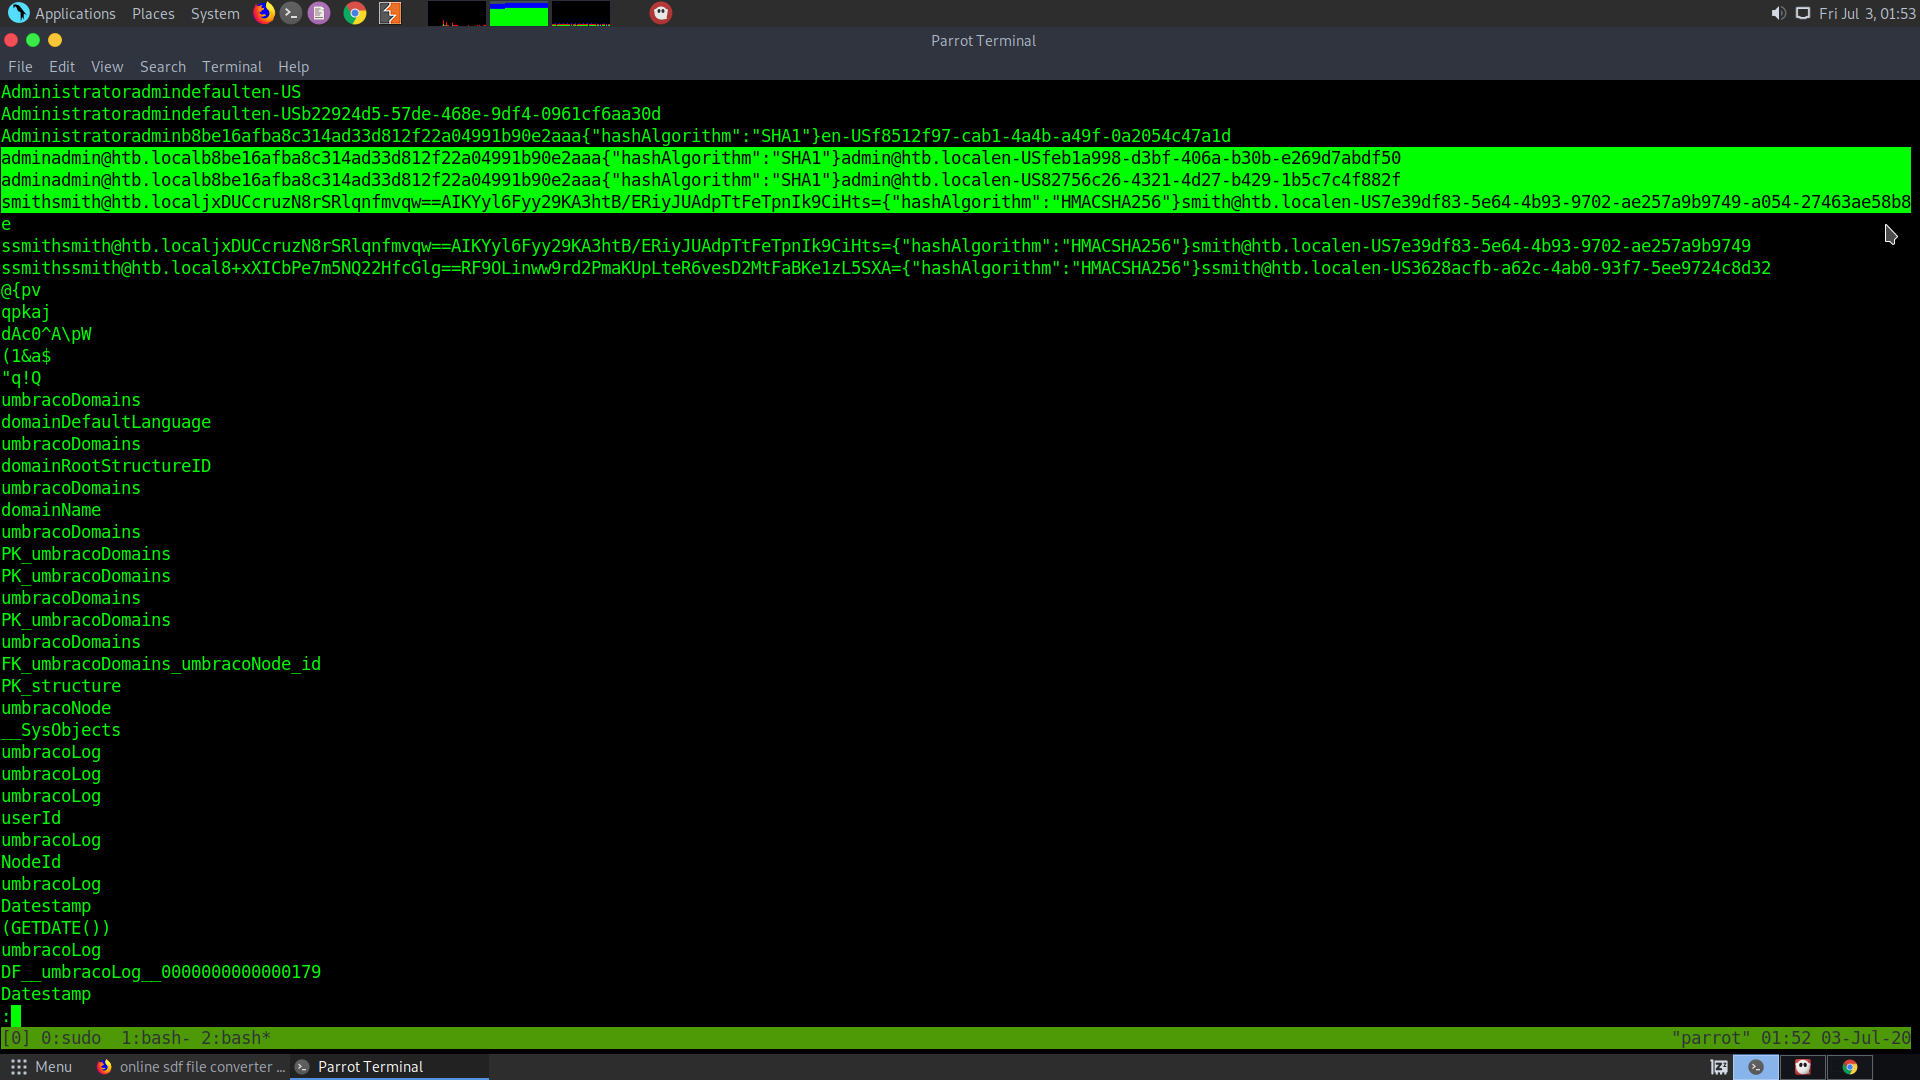 Applications Places System Fri Jul 3, 01:53
Parrot Terminal
File Edit View Search Terminal Help
Administratoradmindefaulten-US
Administratoradmindefaulten-USb22924d5-57de-468e-9df4-0961cf6aa30d
Administratoradminb8be16afba8c314ad33d812f22a04991b90e2aaa{"hashAlgorithm":"SHA1"}en-USf8512f97-cab1-4a4b-a49f-0a2054c47a1d
adminadmin@htb.localb8be16afba8c314ad33d812f22a04991b90e2aaa{"hashAlgorithm":"SHA1"}admin@htb.localen-USfeb1a998-d3bf-406a-b30b-e269d7abdf50
adminadmin@htb.localb8be16afba8c314ad33d812f22a04991b90e2aaa{"hashAlgorithm":"SHA1"}admin@htb.localen-US82756c26-4321-4d27-b429-1b5c7c4f882f
smithsmith@htb.localjxDUCcruzN8rSRlqnfmvqw==AIKYyl6Fyy29KA3htB/ERiyJUAdpTtFeTpnIk9CiHts={"hashAlgorithm":"HMACSHA256"}smith@htb.localen-US7e39df83-5e64-4b93-9702-ae257a9b9749-a054-27463ae58b8
e
ssmithsmith@htb.localjxDUCcruzN8rSRlqnfmvqw==AIKYyl6Fyy29KA3htB/ERiyJUAdpTtFeTpnIk9CiHts={"hashAlgorithm":"HMACSHA256"}smith@htb.localen-US7e39df83-5e64-4b93-9702-ae257a9b9749
ssmithssmith@htb.local8+xXICbPe7m5NQ22HfcGlg==RF9OLinww9rd2PmaKUpLteR6vesD2MtFaBKe1zL5SXA={"hashAlgorithm":"HMACSHA256"}ssmith@htb.localen-US3628acfb-a62c-4ab0-93f7-5ee9724c8d32
@{pv
qpkaj
dAc0^A\pW
(1&a$
"q!Q
umbracoDomains
domainDefaultLanguage
umbracoDomains
domainRootStructureID
umbracoDomains
domainName
umbracoDomains
PK_umbracoDomains
PK_umbracoDomains
umbracoDomains
PK_umbracoDomains
umbracoDomains
FK_umbracoDomains_umbracoNode_id
PK_structure
umbracoNode
__SysObjects
umbracoLog
umbracoLog
umbracoLog
userId
umbracoLog
NodeId
umbracoLog
Datestamp
(GETDATE())
umbracoLog
DF__umbracoLog__0000000000000179
Datestamp
:
[0] 0:sudo 1:bash- 2:bash* "parrot" 01:52 03-Jul-20
Menu online sdf file converter ... Parrot Terminal